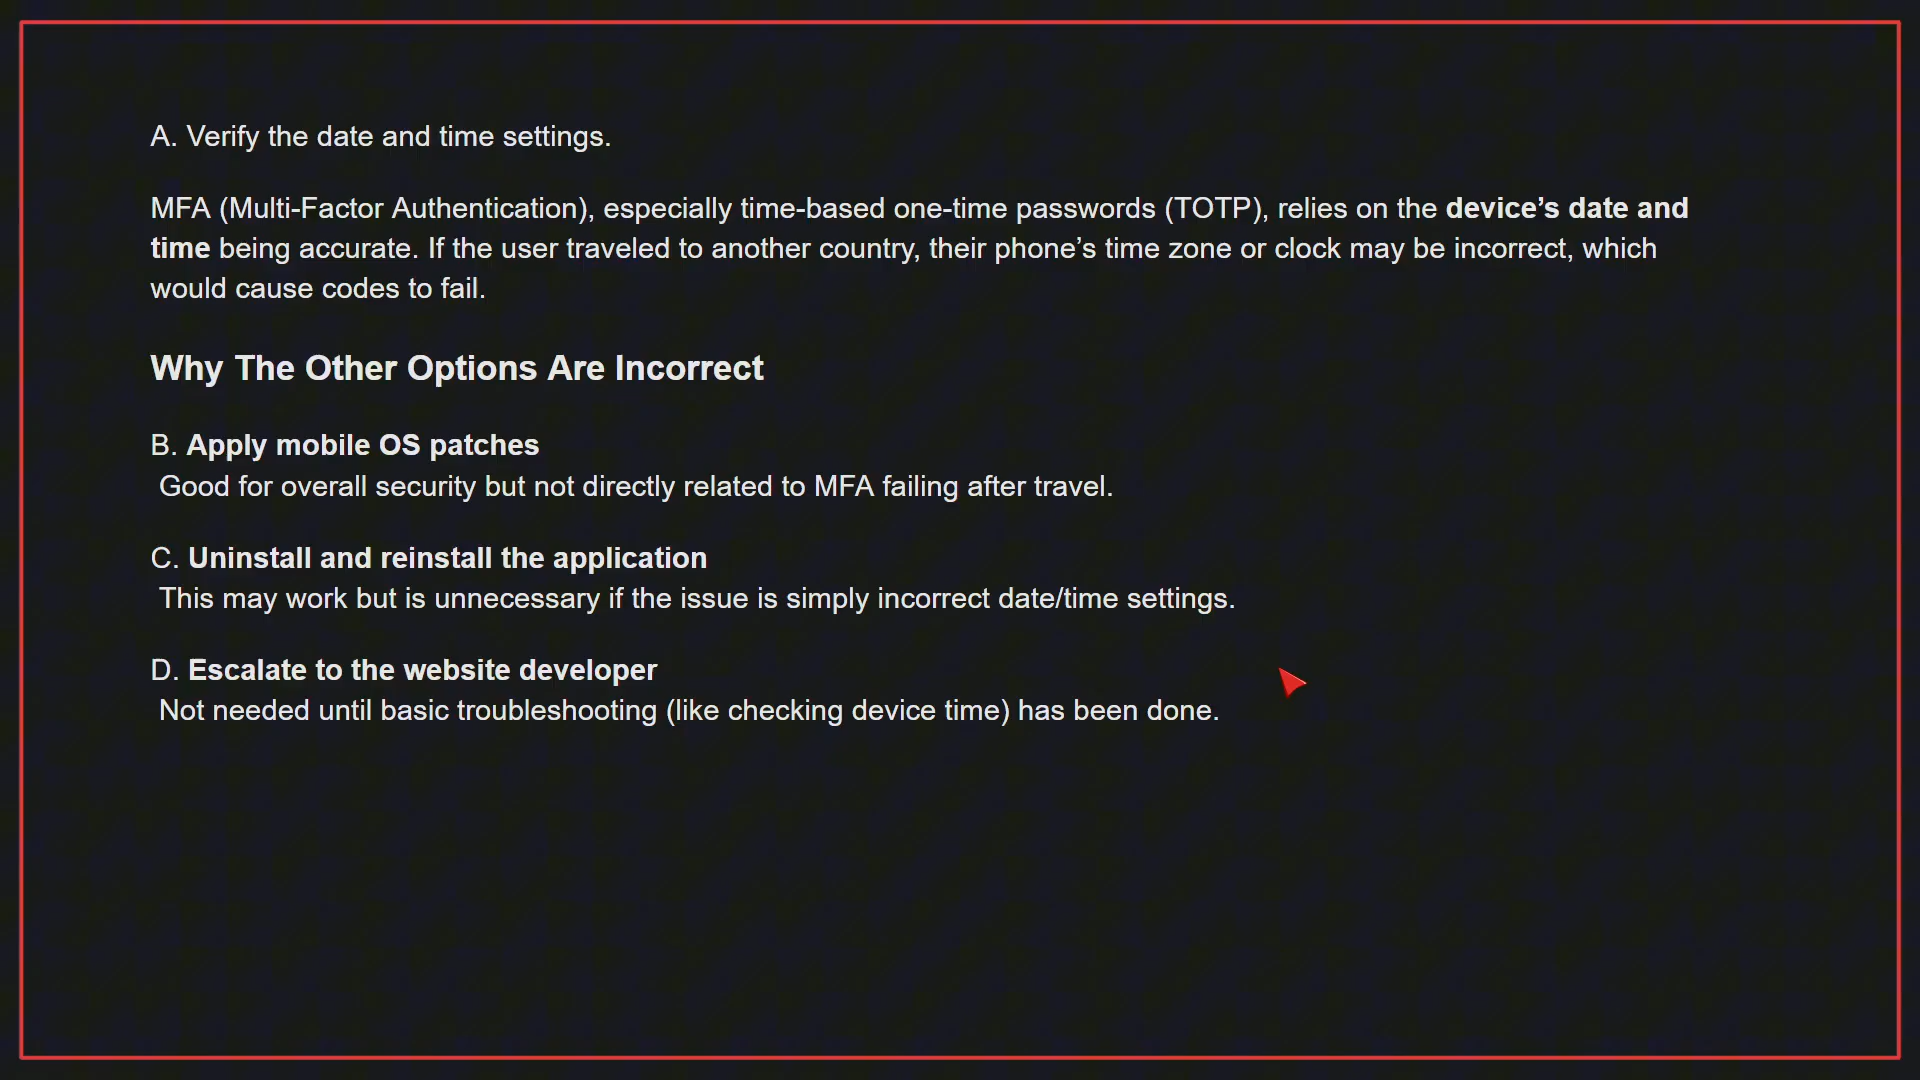 A. Verify the date and time settings.
MFA (Multi-Factor Authentication), especially time-based one-time passwords (TOTP), relies on the device’s date and
time being accurate. If the user traveled to another country, their phone’s time zone or clock may be incorrect, which
would cause codes to fail.
Why The Other Options Are Incorrect
B. Apply mobile OS patches
Good for overall security but not directly related to MFA failing after travel.
C. Uninstall and reinstall the application
This may work but is unnecessary if the issue is simply incorrect date/time settings.
D. Escalate to the website developer
Not needed until basic troubleshooting (like checking device time) has been done.